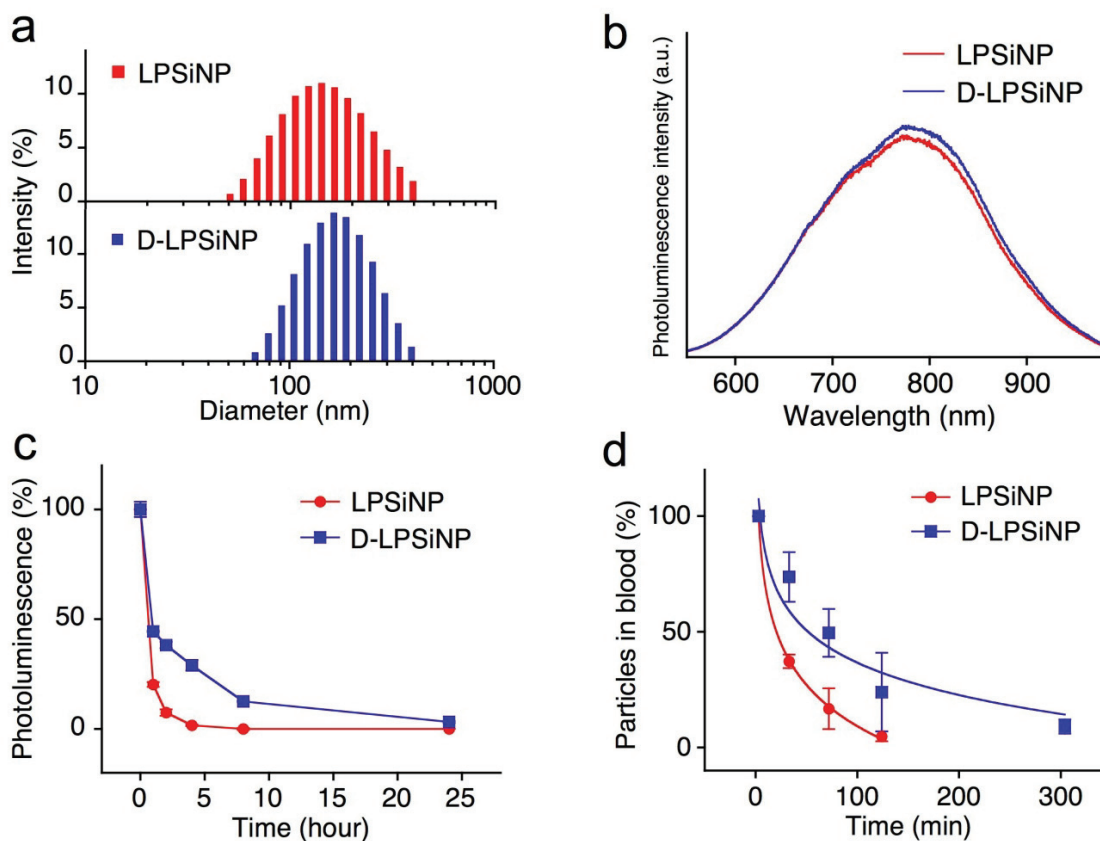 a
Intensity (%)
10
5
0
LPSiNP
10
5
0
D-LPSiNP
10
100
1000
Diameter (nm)
b
Photoluminescence intensity (a.u.)
LPSiNP
D-LPSiNP
600
700
800
900
Wavelength (nm)
c
Photoluminescence (%)
100
50
0
LPSiNP
D-LPSiNP
0
5
10
15
20
25
Time (hour)
d
Particles in blood (%)
100
50
0
LPSiNP
D-LPSiNP
0
100
200
300
Time (min)